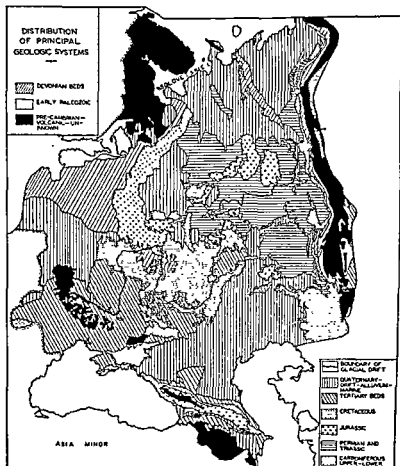 DISTRIBUTION
OF PRINCIPAL
GEOLOGIC SYSTEMS
DEVONIAN BEDS
EARLY PALEOZOIC
PRE-CAMBRIAN-
VOLCANIC-UN-
KNOWN
ASIA MINOR
BOUNDARY OF
GLACIAL DRIFT
QUATERNARY-
DRIFT-ALLUVIUM-
MARINE
TERTIARY BEDS
CRETACEOUS
JURASSIC
PERMIAN AND
TRIASSIC
CARBONIFEROUS
UPPER-LOWER